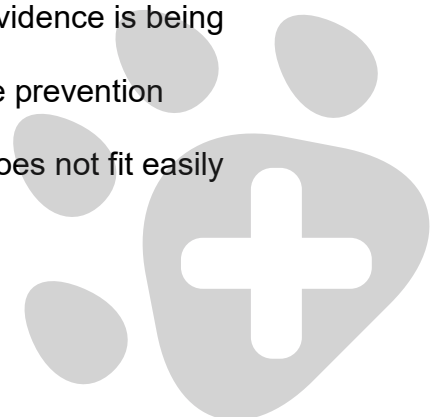 vidence is being
prevention
oes not fit easily